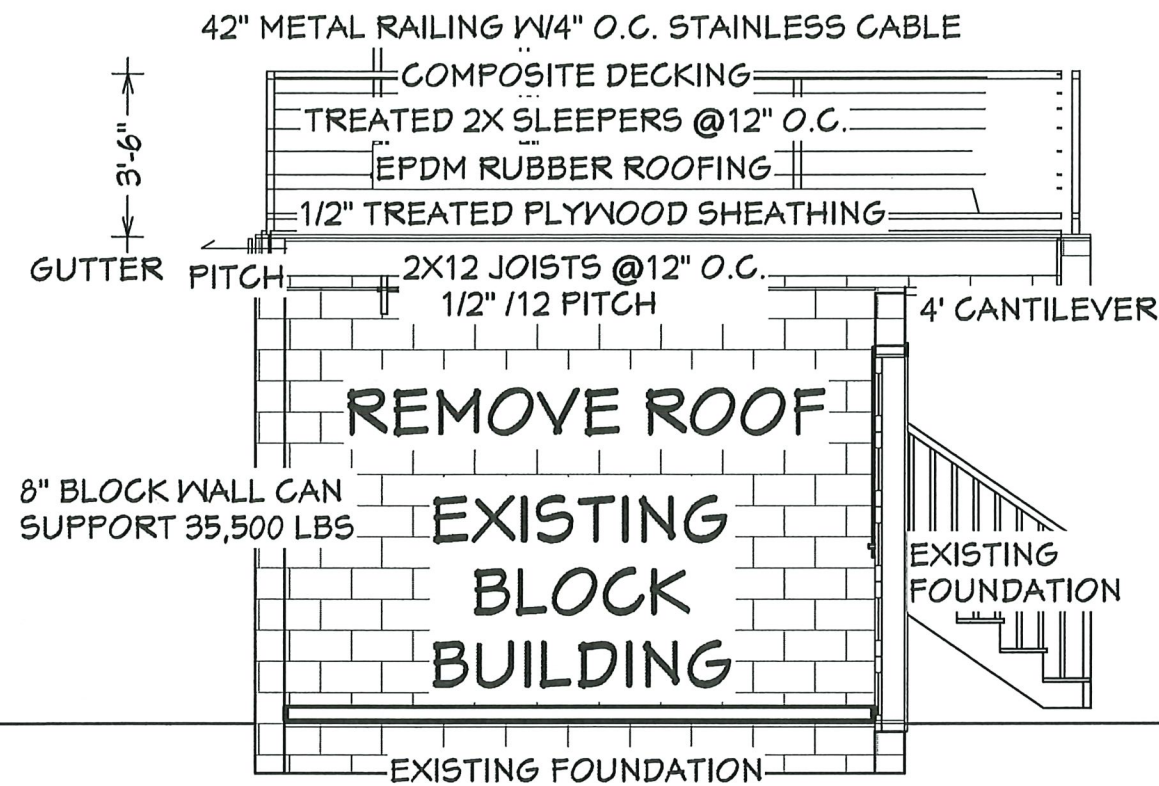 42" METAL RAILING W/4" O.C. STAINLESS CABLE
COMPOSITE DECKING
TREATED 2X SLEEPERS @12" O.C.
3'-6"
EPDM RUBBER ROOFING
1/2" TREATED PLYWOOD SHEATHING
GUTTER
PITCH
2X12 JOISTS @12" O.C.
1/2" /12 PITCH
4' CANTILEVER
REMOVE ROOF
8" BLOCK WALL CAN
SUPPORT 35,500 LBS
EXISTING
BLOCK
BUILDING
EXISTING
FOUNDATION
EXISTING FOUNDATION